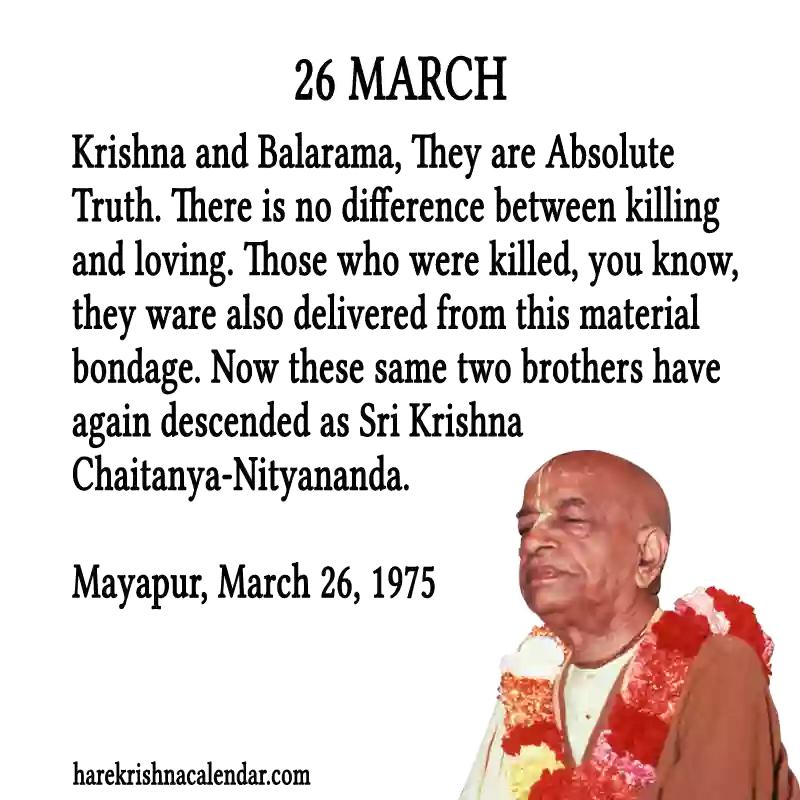 26 MARCH
Krishna and Balarama, They are Absolute
Truth. There is no difference between killing
and loving. Those who were killed, you know,
they ware also delivered from this material
bondage. Now these same two brothers have
again descended as Sri Krishna
Chaitanya-Nityananda.
Mayapur, March 26, 1975
harekrishnacalendar.com